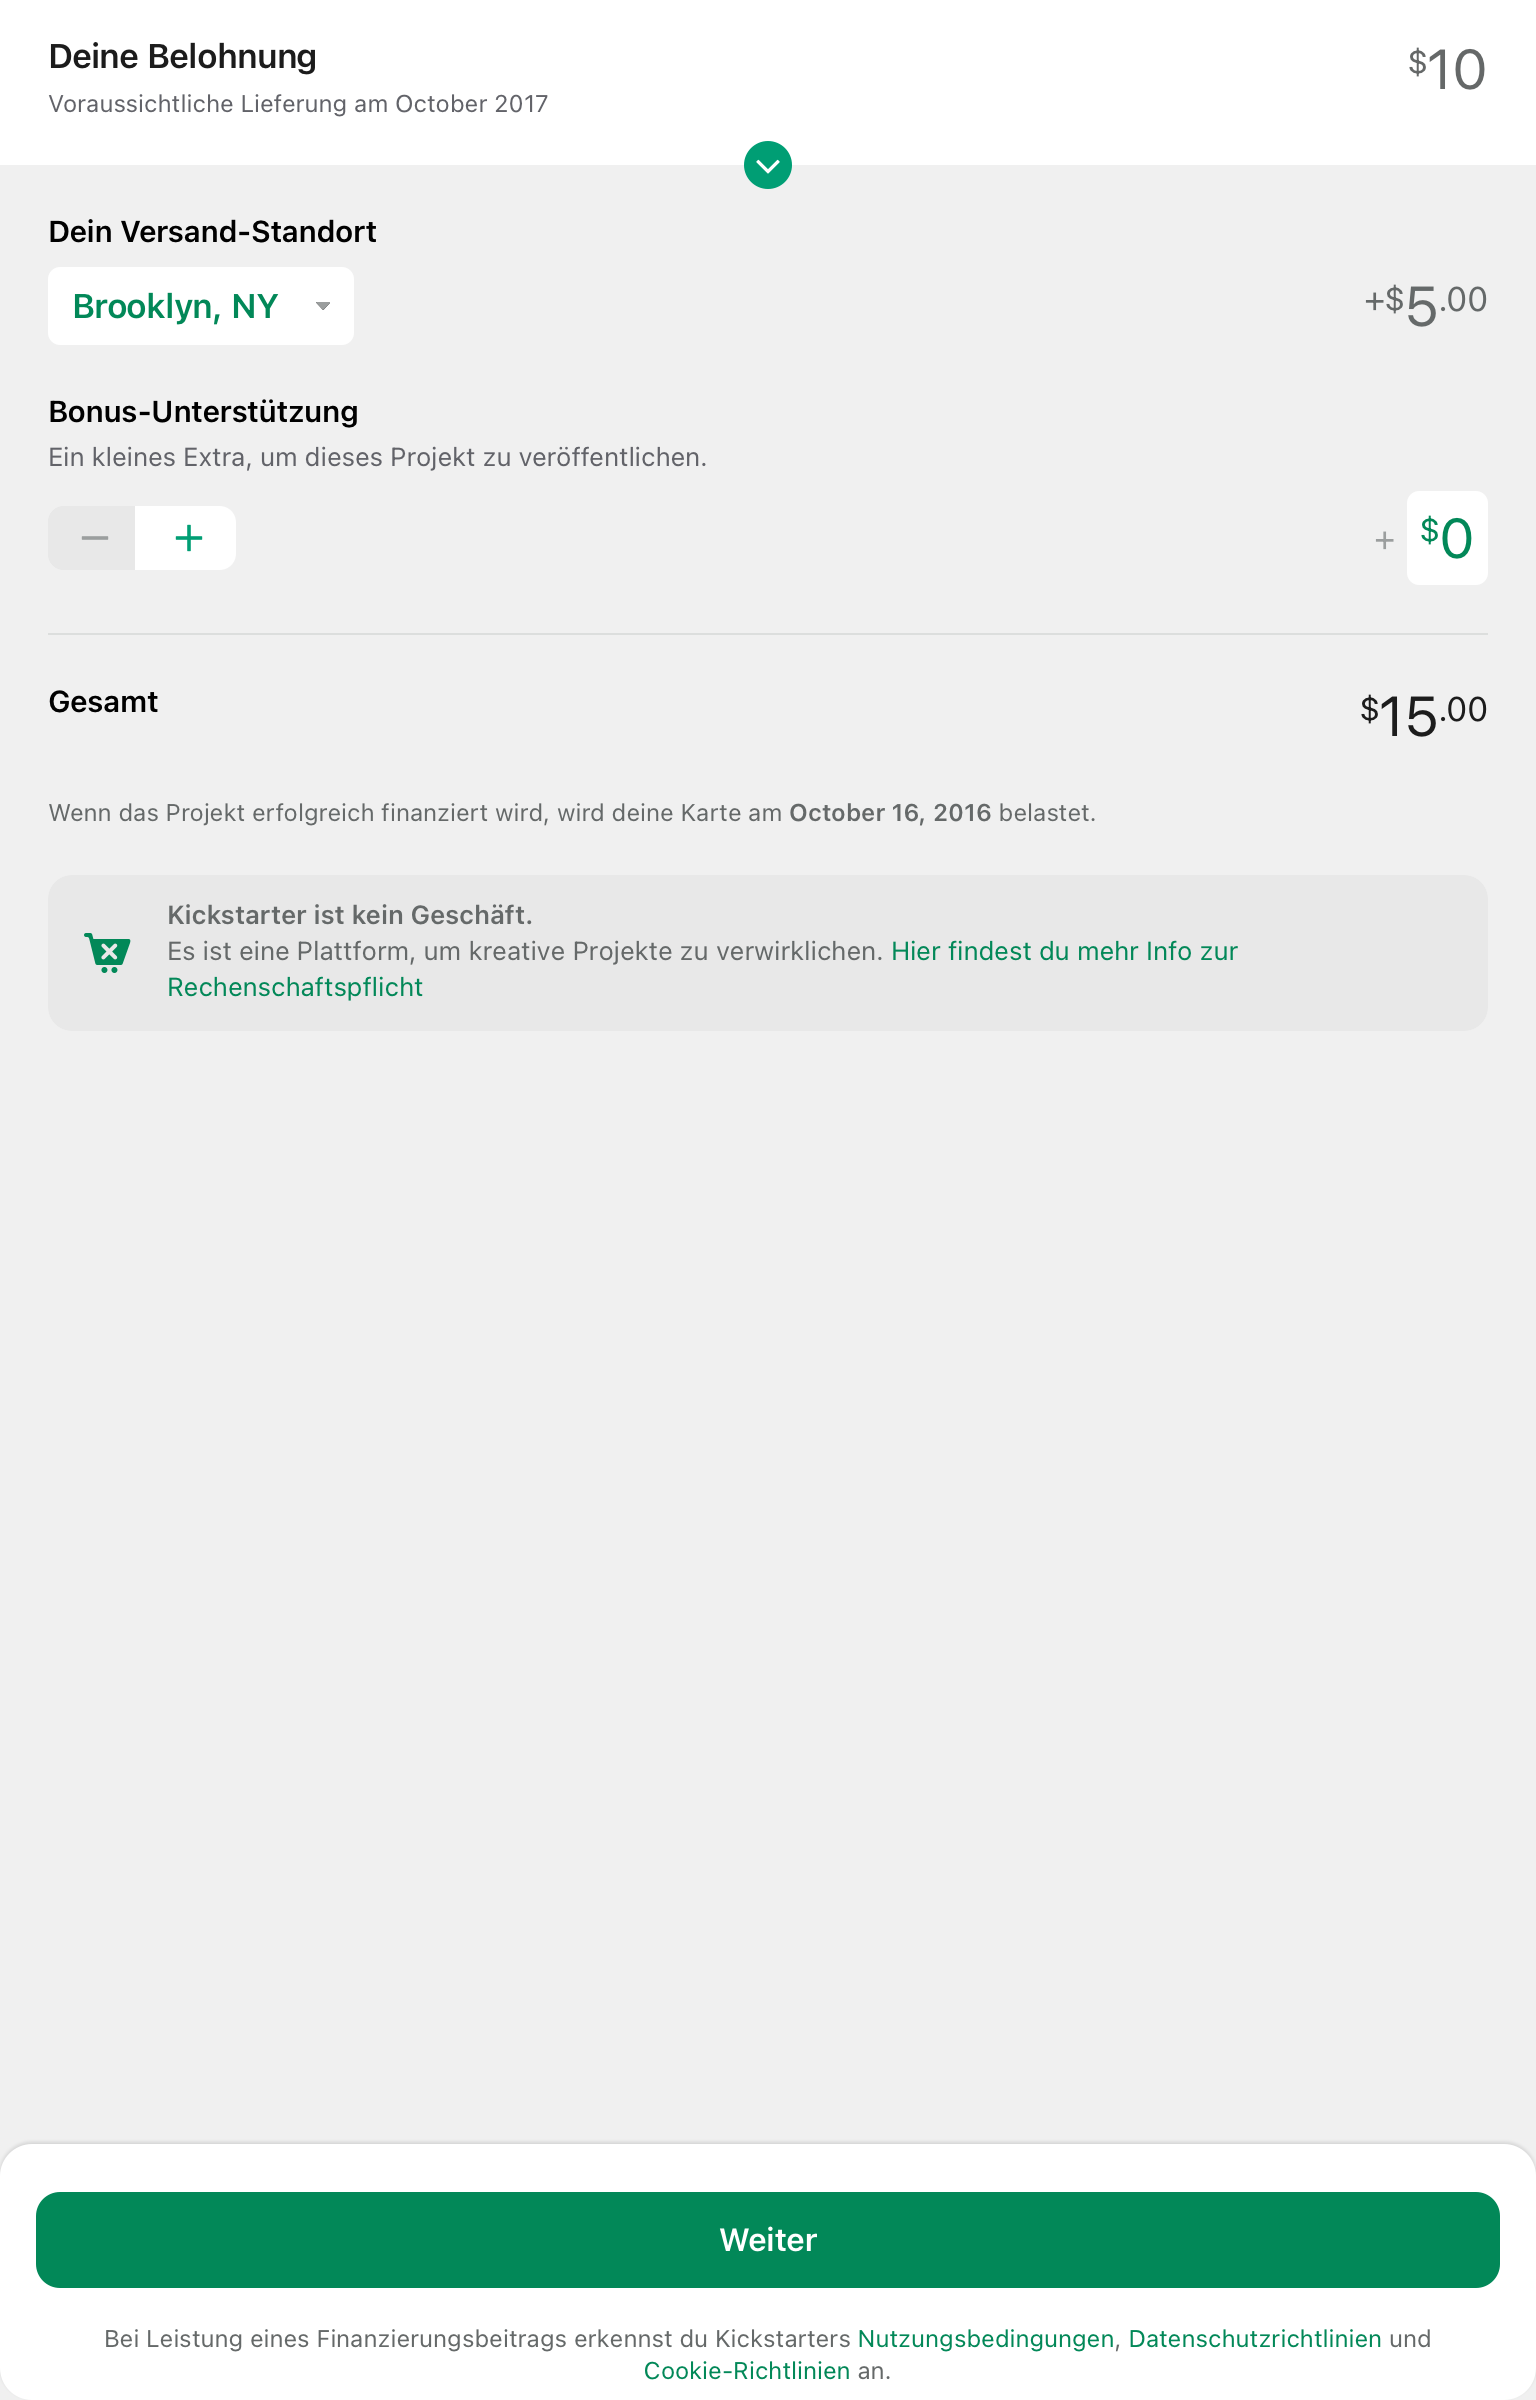 Deine Belohnung
$10
Voraussichtliche Lieferung am October 2017
Dein Versand-Standort
Brooklyn, NY
+$5.00
Bonus-Unterstützung
Ein kleines Extra, um dieses Projekt zu veröffentlichen.
− +
+ $0
Gesamt
$15.00
Wenn das Projekt erfolgreich finanziert wird, wird deine Karte am October 16, 2016 belastet.
Kickstarter ist kein Geschäft.
Es ist eine Plattform, um kreative Projekte zu verwirklichen. Hier findest du mehr Info zur
Rechenschaftspflicht
Weiter
Bei Leistung eines Finanzierungsbeitrags erkennst du Kickstarters Nutzungsbedingungen, Datenschutzrichtlinien und
Cookie-Richtlinien an.